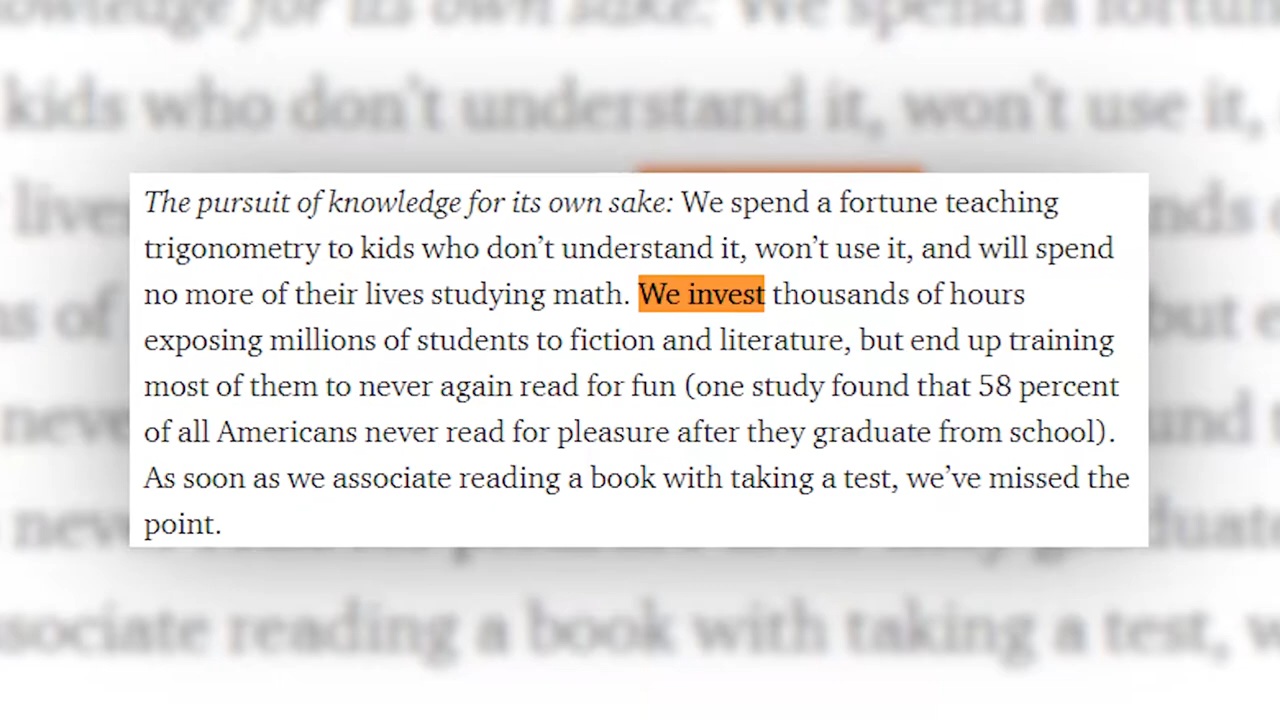 The pursuit of knowledge for its own sake: We spend a fortune teaching
trigonometry to kids who don’t understand it, won’t use it, and will spend
no more of their lives studying math. We invest thousands of hours
exposing millions of students to fiction and literature, but end up training
most of them to never again read for fun (one study found that 58 percent
of all Americans never read for pleasure after they graduate from school).
As soon as we associate reading a book with taking a test, we’ve missed the
point.